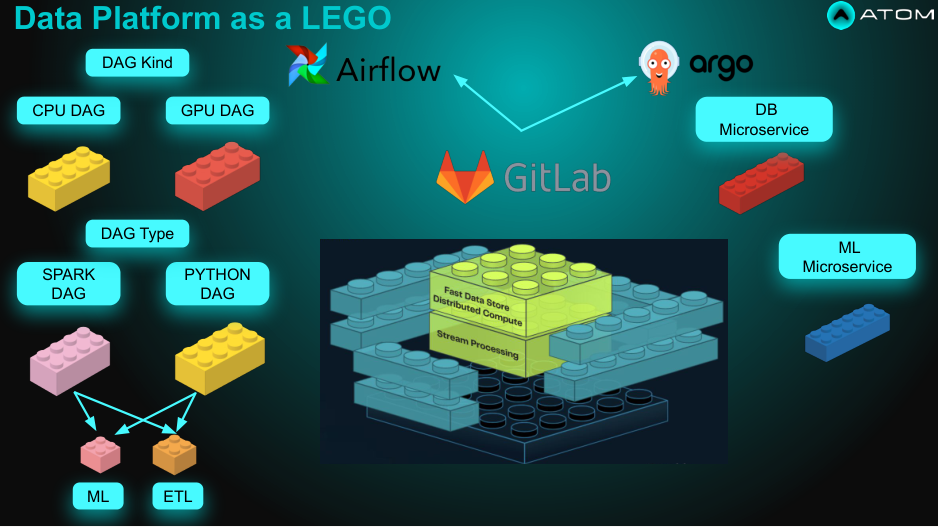 Data Platform as a LEGO
ATOM
DAG Kind
Airflow
argo
CPU DAG
GPU DAG
DB
Microservice
GitLab
DAG Type
SPARK
DAG
PYTHON
DAG
ML
Microservice
Fast Data Store
Distributed Compute
Stream Processing
ML
ETL